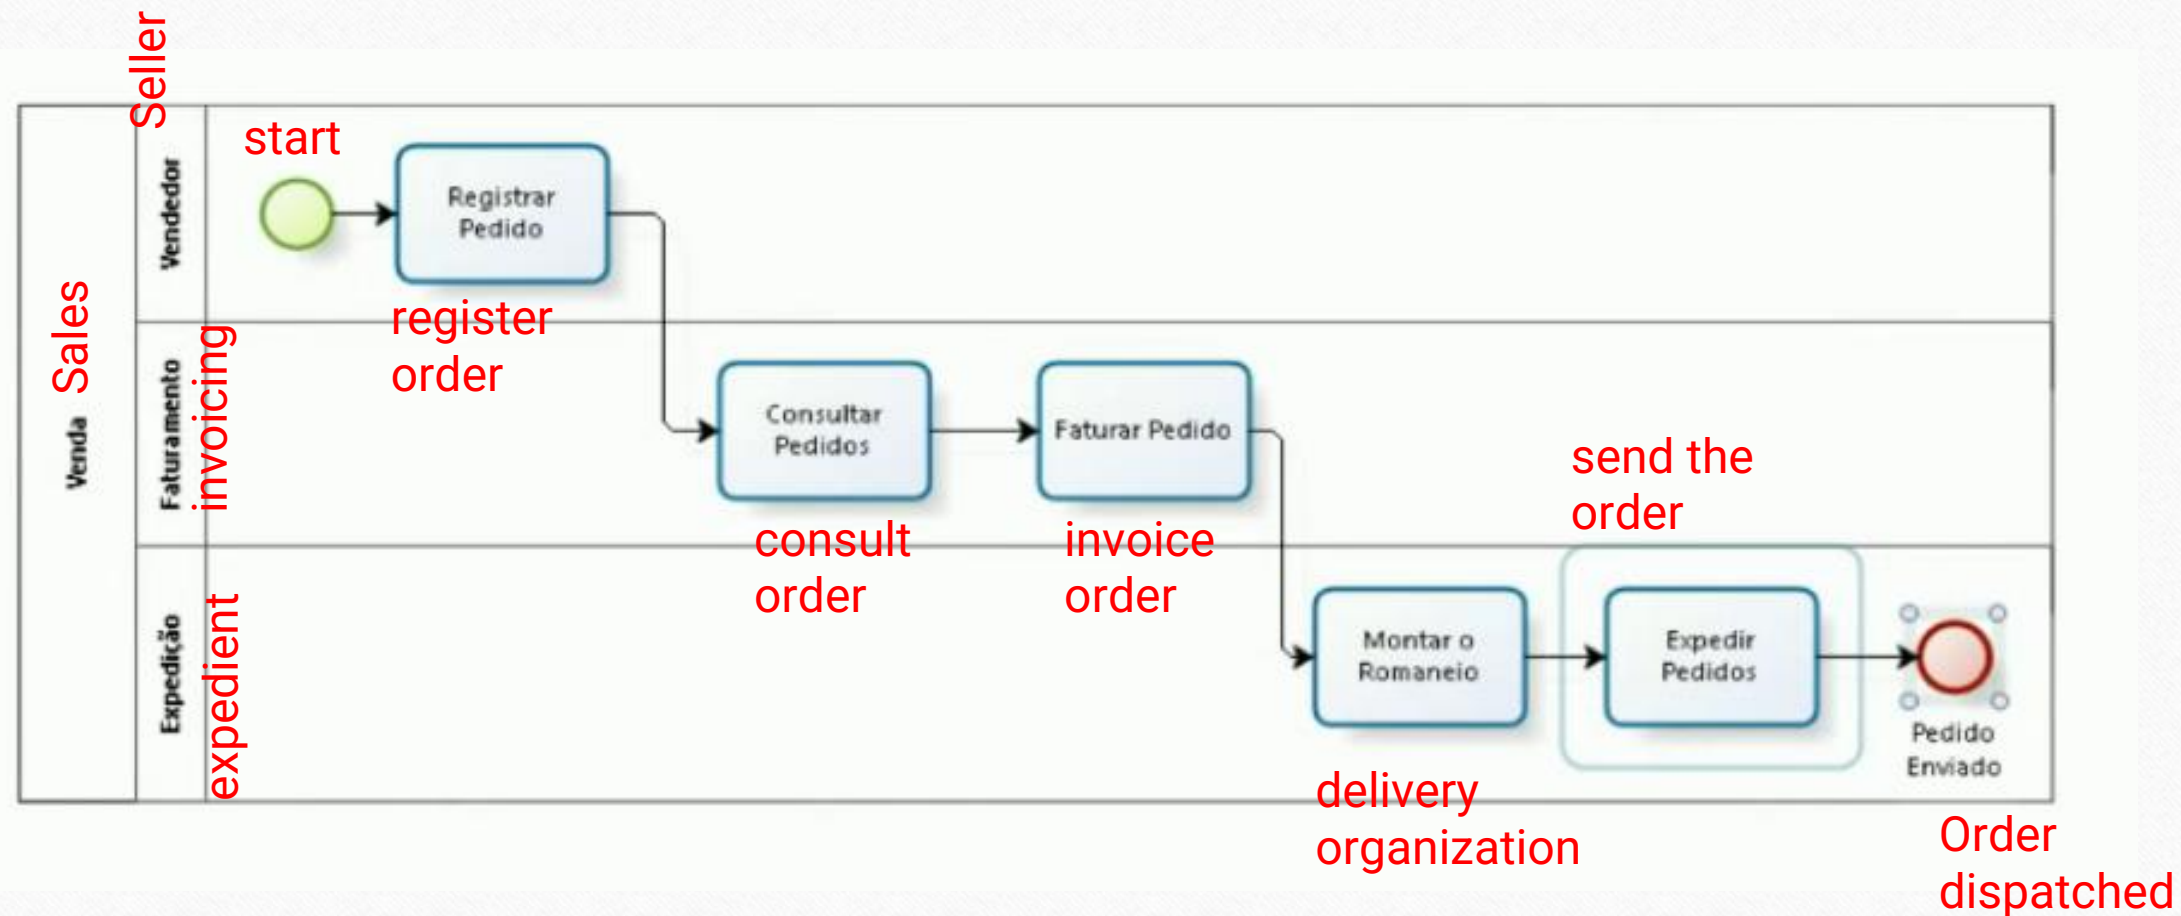 Seller
start
Vendedor
Registrar
Pedido
register
order
Sales
Venda
Faturamento
invoicing
Consultar
Pedidos
Faturar Pedido
consult
order
invoice
order
send the
order
Expedição
expedient
Montar o
Romaneio
Expedir
Pedidos
Pedido
Enviado
delivery
organization
Order
dispatched